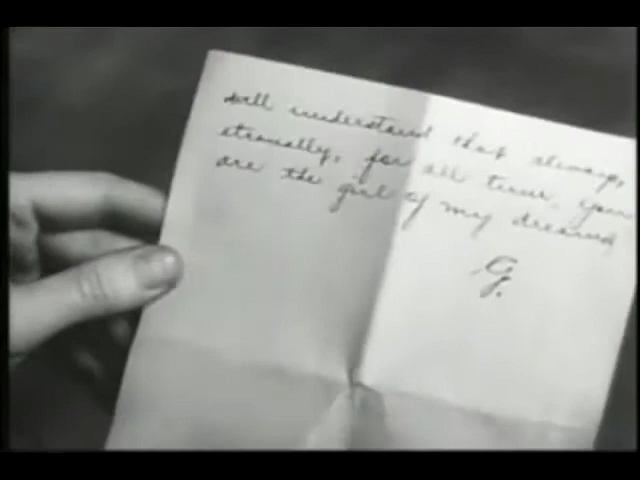 will understand that always,
eternally, for all time, you
are the girl of my dreams
G.